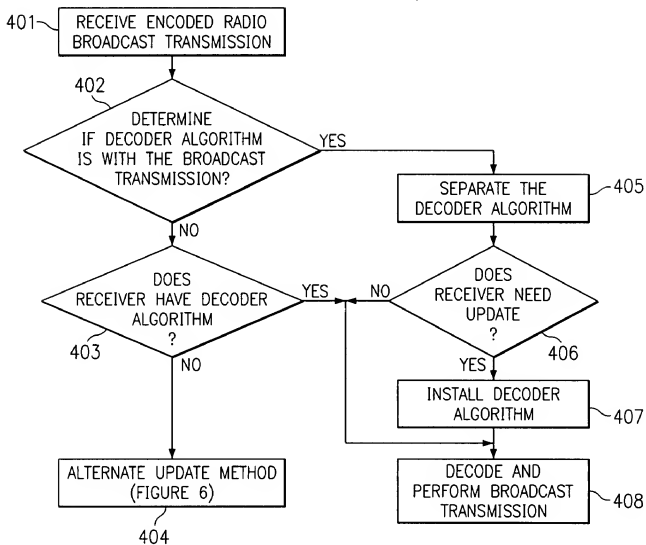 401
RECEIVE ENCODED RADIO
BROADCAST TRANSMISSION
402
DETERMINE
IF DECODER ALGORITHM
IS WITH THE BROADCAST
TRANSMISSION?
YES
NO
SEPARATE THE
DECODER ALGORITHM
405
DOES
RECEIVER HAVE DECODER
ALGORITHM
?
403
YES
NO
NO
DOES
RECEIVER NEED
UPDATE
?
406
YES
INSTALL DECODER
ALGORITHM
407
ALTERNATE UPDATE METHOD
(FIGURE 6)
404
DECODE AND
PERFORM BROADCAST
TRANSMISSION
408